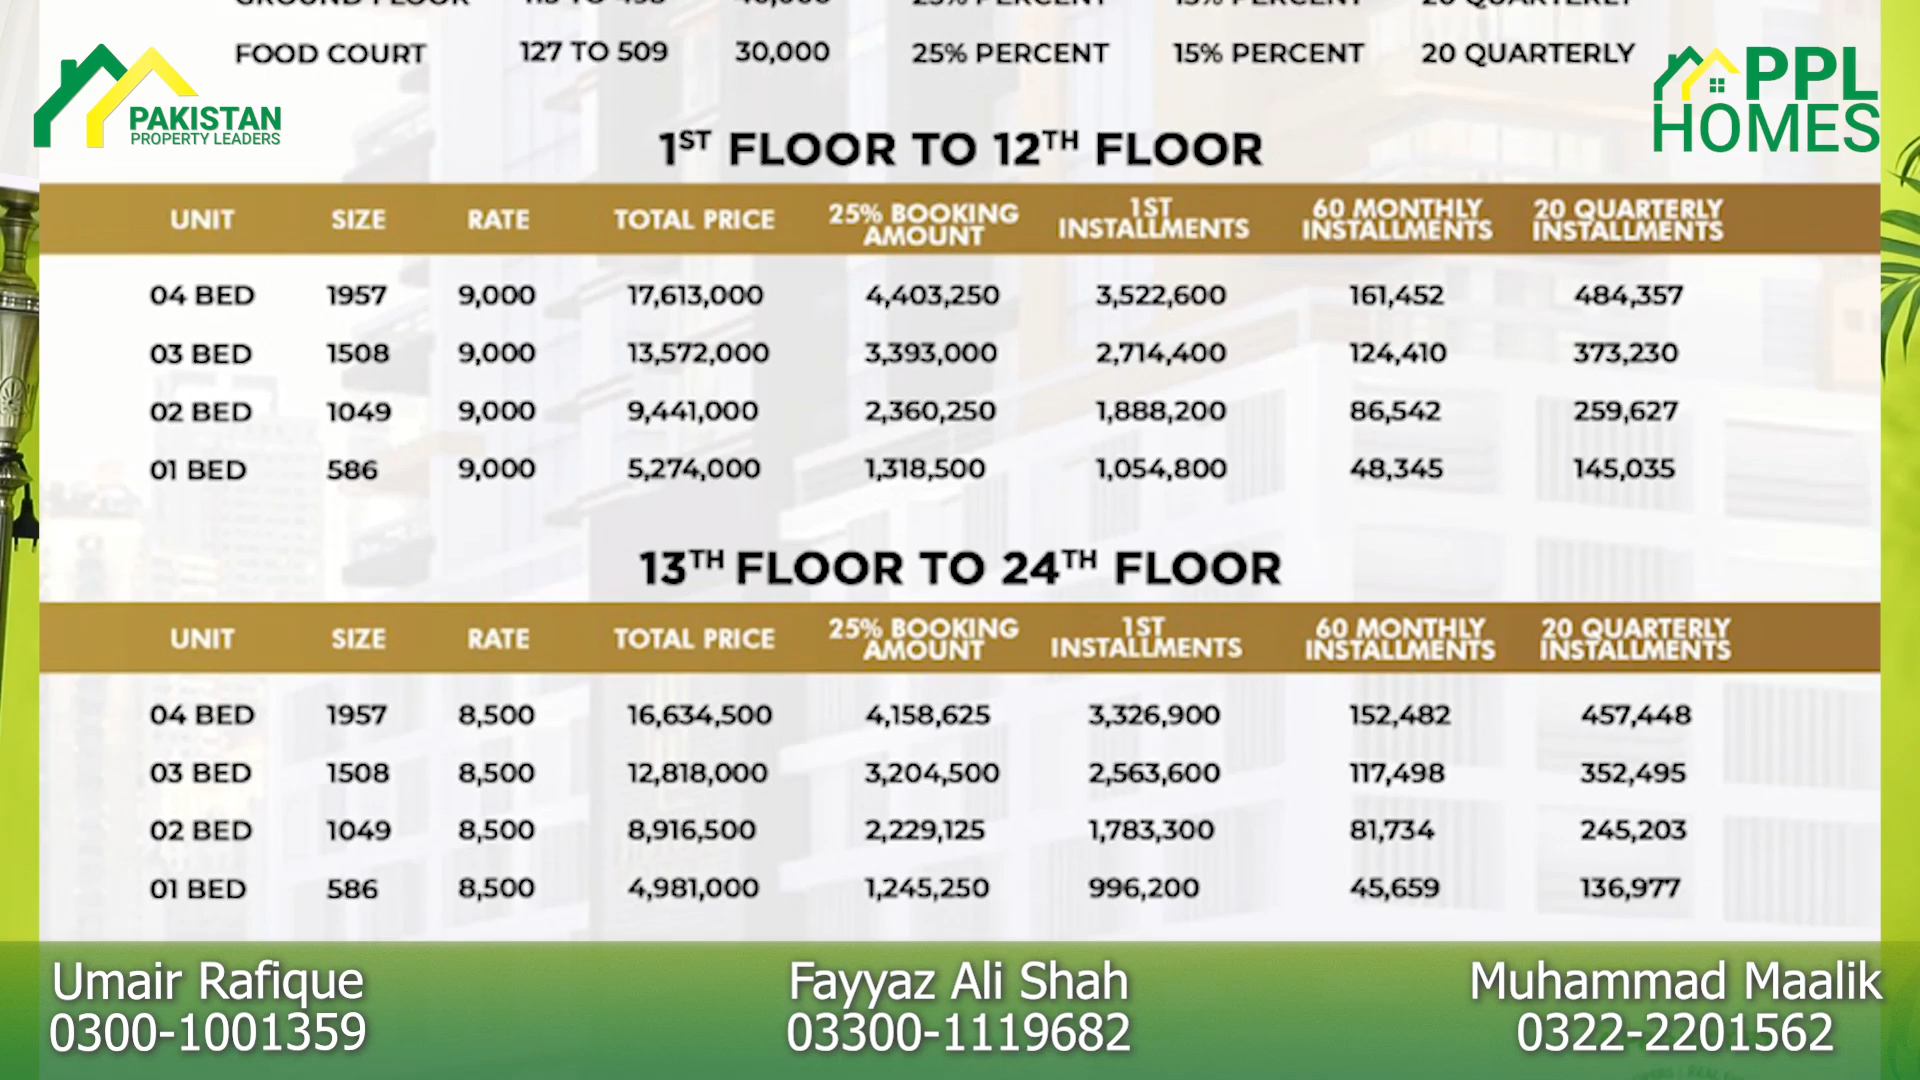 GROUND FLOOR 25% PERCENT 15% PERCENT 20 QUARTERLY
FOOD COURT 127 TO 509 30,000 25% PERCENT 15% PERCENT 20 QUARTERLY
PAKISTAN
PROPERTY LEADERS
PPL
HOMES
1ST FLOOR TO 12TH FLOOR
UNIT SIZE RATE TOTAL PRICE 25% BOOKING AMOUNT 1ST INSTALLMENTS 60 MONTHLY INSTALLMENTS 20 QUARTERLY INSTALLMENTS
04 BED 1957 9,000 17,613,000 4,403,250 3,522,600 161,452 484,357
03 BED 1508 9,000 13,572,000 3,393,000 2,714,400 124,410 373,230
02 BED 1049 9,000 9,441,000 2,360,250 1,888,200 86,542 259,627
01 BED 586 9,000 5,274,000 1,318,500 1,054,800 48,345 145,035
13TH FLOOR TO 24TH FLOOR
UNIT SIZE RATE TOTAL PRICE 25% BOOKING AMOUNT 1ST INSTALLMENTS 60 MONTHLY INSTALLMENTS 20 QUARTERLY INSTALLMENTS
04 BED 1957 8,500 16,634,500 4,158,625 3,326,900 152,482 457,448
03 BED 1508 8,500 12,818,000 3,204,500 2,563,600 117,498 352,495
02 BED 1049 8,500 8,916,500 2,229,125 1,783,300 81,734 245,203
01 BED 586 8,500 4,981,000 1,245,250 996,200 45,659 136,977
Umair Rafique
0300-1001359
Fayyaz Ali Shah
03300-1119682
Muhammad Maalik
0322-2201562